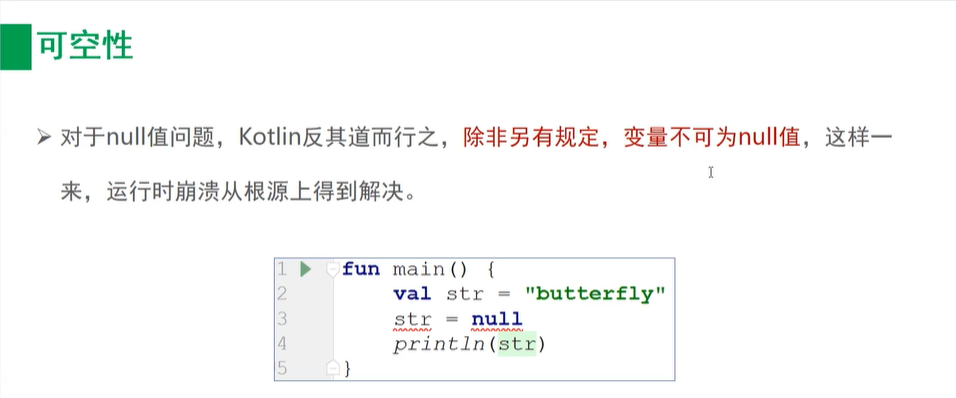 可空性
➢ 对于null值问题，Kotlin反其道而行之，除非另有规定，变量不可为null值，这样一
来，运行时崩溃从根源上得到解决。
1 fun main() {
2 val str = "butterfly"
3 str = null
4 println(str)
5 }